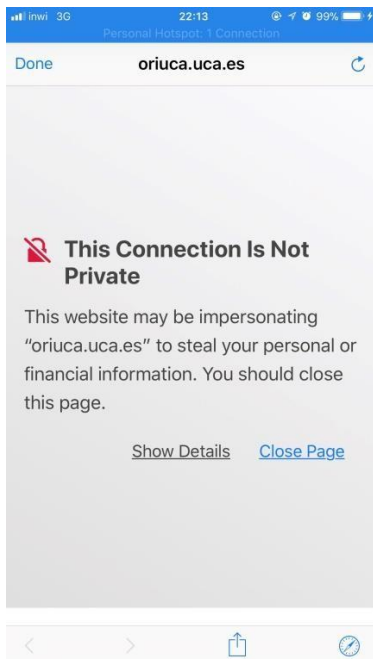 inwi 3G 22:13 99%
Personal Hotspot: 1 Connection
Done oriuca.uca.es
This Connection Is Not
Private
This website may be impersonating
“oriuca.uca.es” to steal your personal or
financial information. You should close
this page.
Show Details Close Page